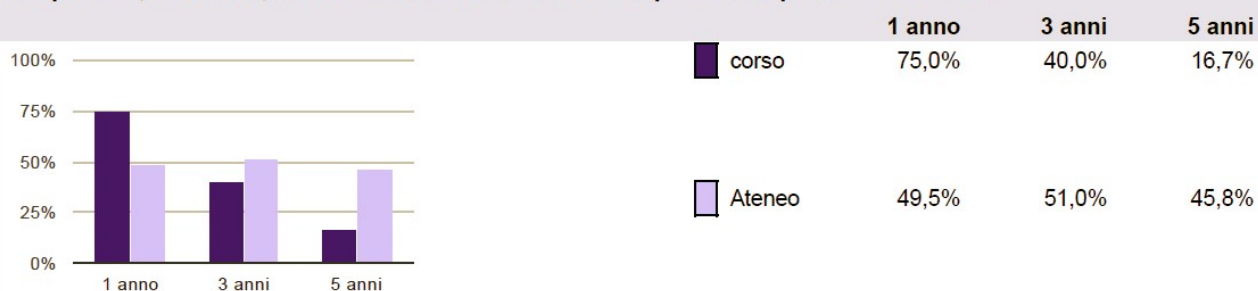 1 anno 3 anni 5 anni
100%
75%
50%
25%
0%
1 anno 3 anni 5 anni
corso 75,0% 40,0% 16,7%
Ateneo 49,5% 51,0% 45,8%